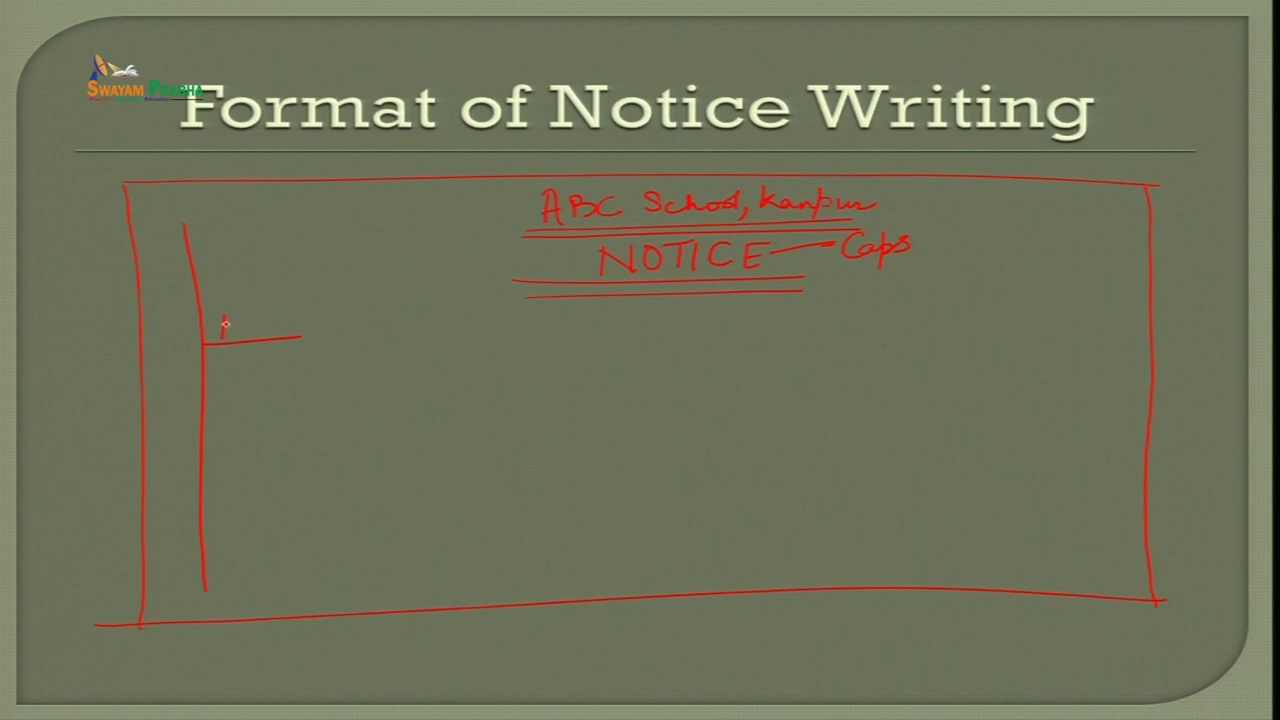 SWAYAM PRABHA
Format of Notice Writing
ABC School, Kanpur
NOTICE — Caps